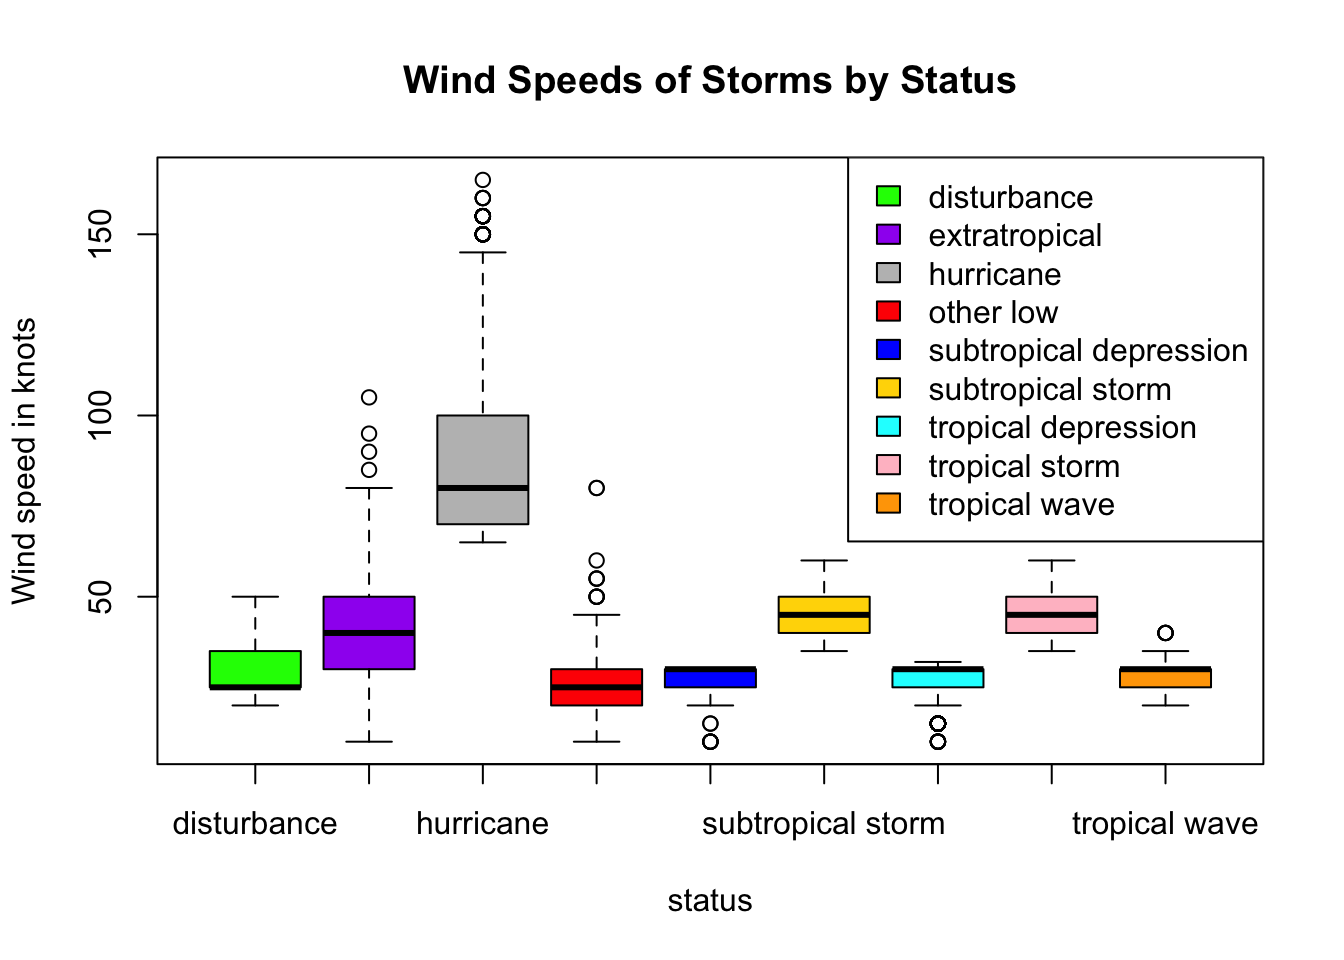 Wind Speeds of Storms by Status
Wind speed in knots
150
100
50
disturbance
extratropical
hurricane
other low
subtropical depression
subtropical storm
tropical depression
tropical storm
tropical wave
disturbance
hurricane
subtropical storm
tropical wave
status